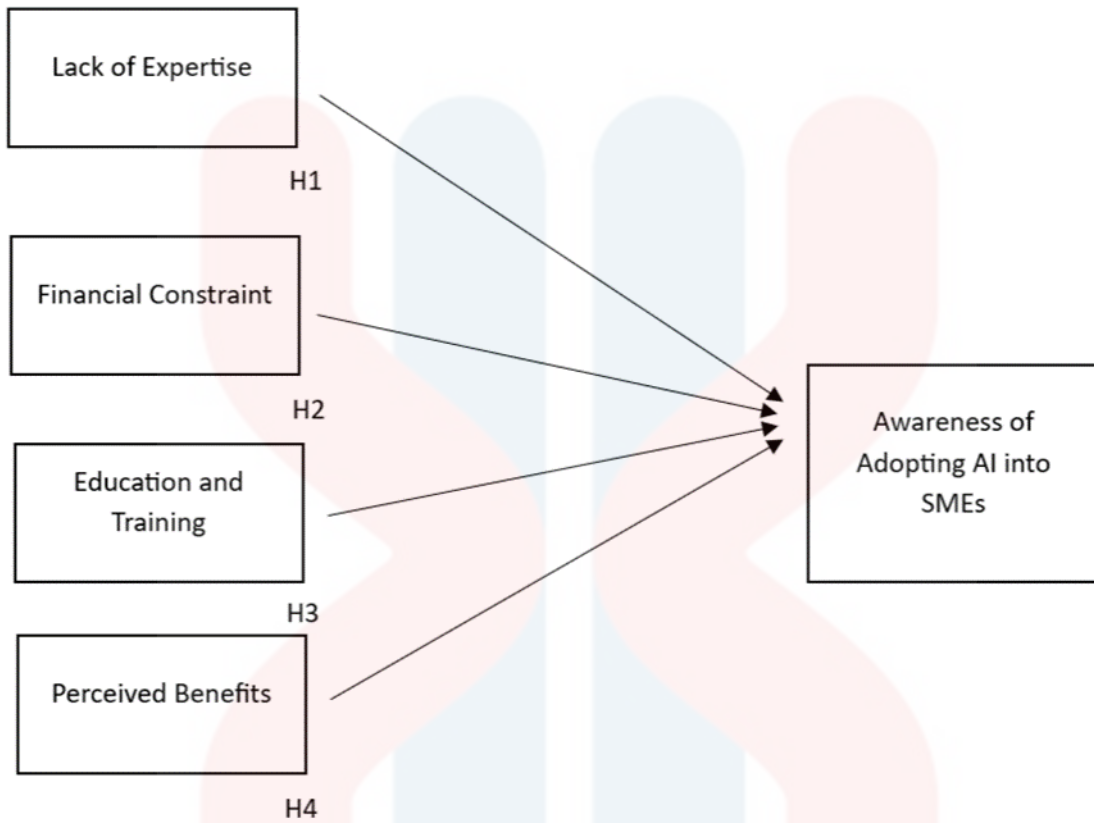 Lack of Expertise
H1
Financial Constraint
H2
Education and
Training
H3
Perceived Benefits
H4
Awareness of
Adopting AI into
SMEs